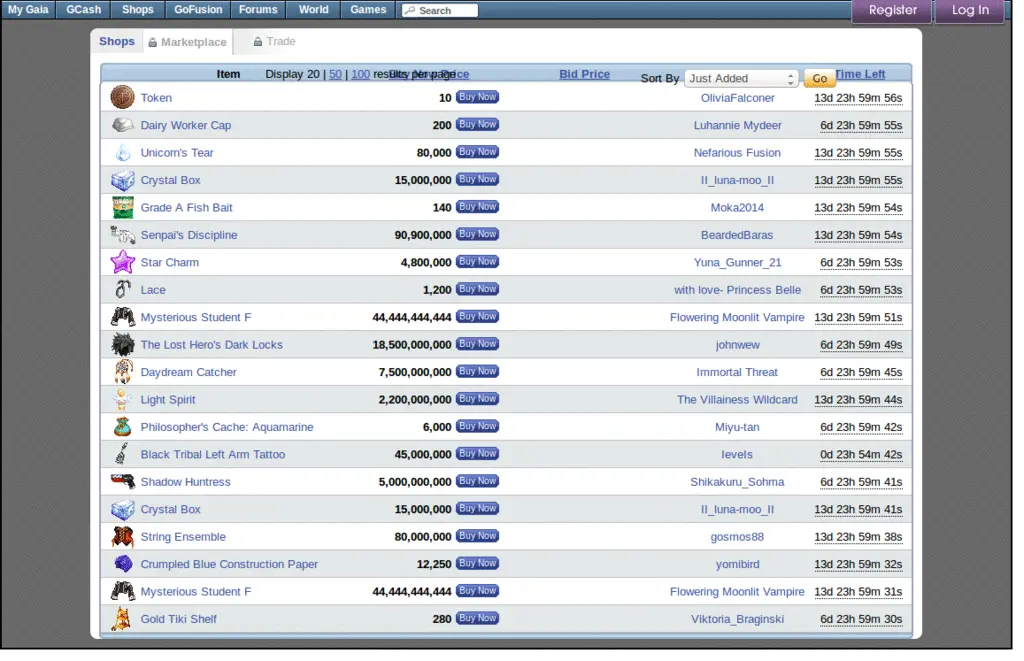 My Gaia GCash Shops GoFusion Forums World Games Search Register Log In
Shops Marketplace Trade
Item Display 20 | 50 | 100 results per page Buy Now Price Bid Price Sort By Just Added Go Time Left
Token 10 Buy Now OliviaFalconer 13d 23h 59m 56s
Dairy Worker Cap 200 Buy Now Luhannie Mydeer 6d 23h 59m 55s
Unicorn's Tear 80,000 Buy Now Nefarious Fusion 13d 23h 59m 55s
Crystal Box 15,000,000 Buy Now II_luna-moo_II 13d 23h 59m 55s
Grade A Fish Bait 140 Buy Now Moka2014 13d 23h 59m 54s
Senpai's Discipline 90,900,000 Buy Now BeardedBaras 13d 23h 59m 54s
Star Charm 4,800,000 Buy Now Yuna_Gunner_21 6d 23h 59m 53s
Lace 1,200 Buy Now with love- Princess Belle 6d 23h 59m 53s
Mysterious Student F 44,444,444,444 Buy Now Flowering Moonlit Vampire 13d 23h 59m 51s
The Lost Hero's Dark Locks 18,500,000,000 Buy Now johnwew 6d 23h 59m 49s
Daydream Catcher 7,500,000,000 Buy Now Immortal Threat 6d 23h 59m 45s
Light Spirit 2,200,000,000 Buy Now The Villainess Wildcard 13d 23h 59m 44s
Philosopher's Cache: Aquamarine 6,000 Buy Now Miyu-tan 6d 23h 59m 42s
Black Tribal Left Arm Tattoo 45,000,000 Buy Now levels 0d 23h 54m 42s
Shadow Huntress 5,000,000,000 Buy Now Shikakuru_Sohma 6d 23h 59m 41s
Crystal Box 15,000,000 Buy Now II_luna-moo_II 13d 23h 59m 41s
String Ensemble 80,000,000 Buy Now gosmos88 13d 23h 59m 38s
Crumpled Blue Construction Paper 12,250 Buy Now yomibird 13d 23h 59m 32s
Mysterious Student F 44,444,444,444 Buy Now Flowering Moonlit Vampire 13d 23h 59m 31s
Gold Tiki Shelf 280 Buy Now Viktoria_Braginski 6d 23h 59m 30s